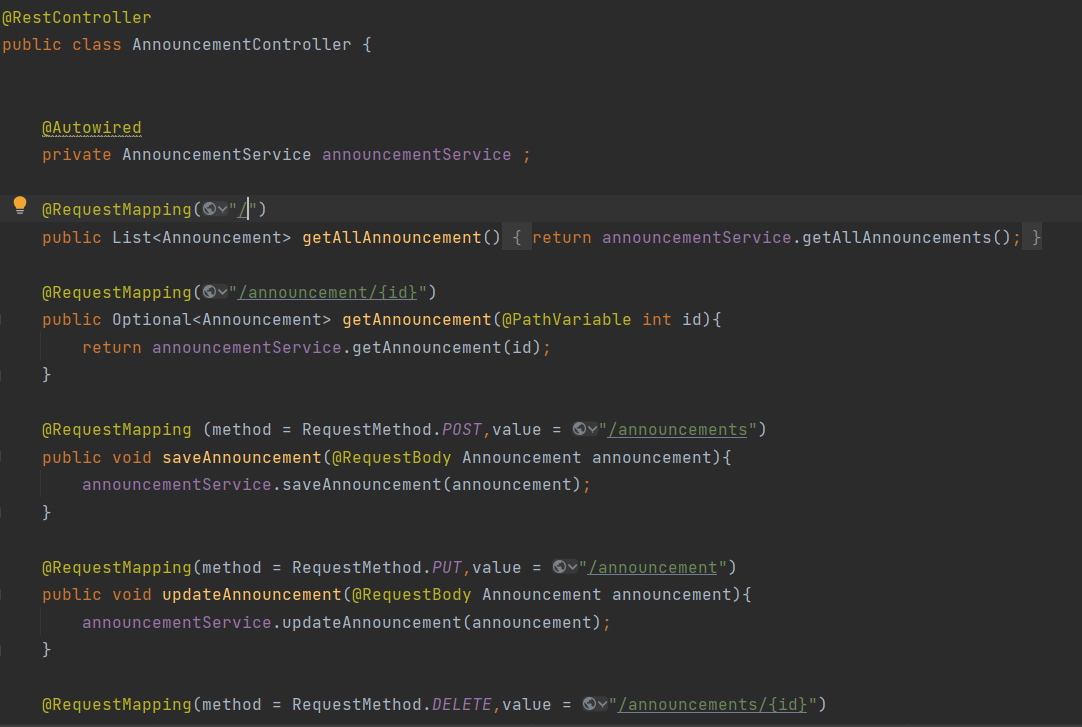 @RestController
public class AnnouncementController {
@Autowired
private AnnouncementService announcementService ;
@RequestMapping("/")
public List<Announcement> getAllAnnouncement() { return announcementService.getAllAnnouncements(); }
@RequestMapping("/announcement/{id}")
public Optional<Announcement> getAnnouncement(@PathVariable int id){
return announcementService.getAnnouncement(id);
}
@RequestMapping (method = RequestMethod.POST,value = "/announcements")
public void saveAnnouncement(@RequestBody Announcement announcement){
announcementService.saveAnnouncement(announcement);
}
@RequestMapping(method = RequestMethod.PUT,value = "/announcement")
public void updateAnnouncement(@RequestBody Announcement announcement){
announcementService.updateAnnouncement(announcement);
}
@RequestMapping(method = RequestMethod.DELETE,value = "/announcements/{id}")